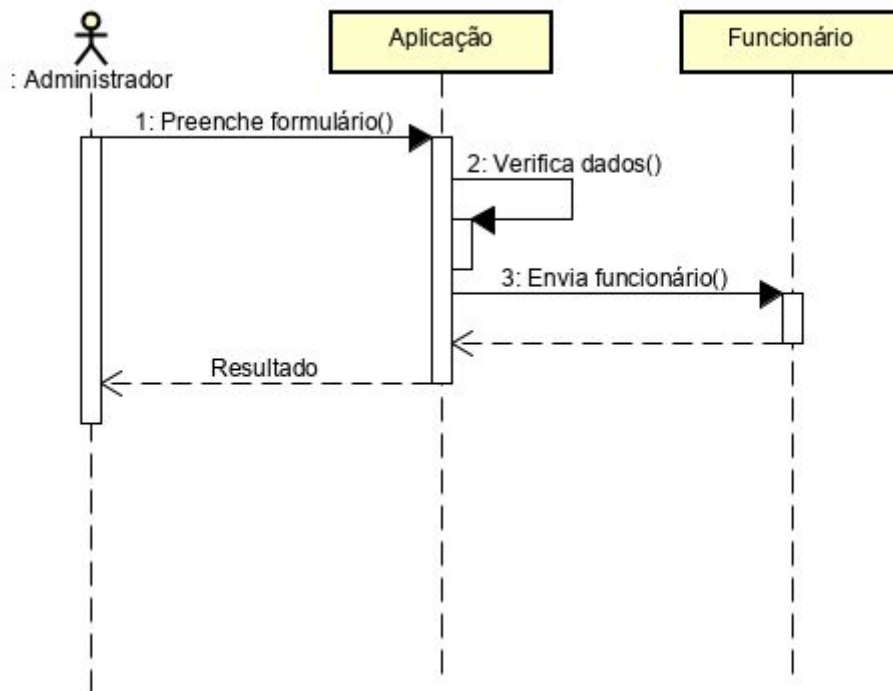 Aplicação
Funcionário
: Administrador
1: Preenche formulário()
2: Verifica dados()
3: Envia funcionário()
Resultado